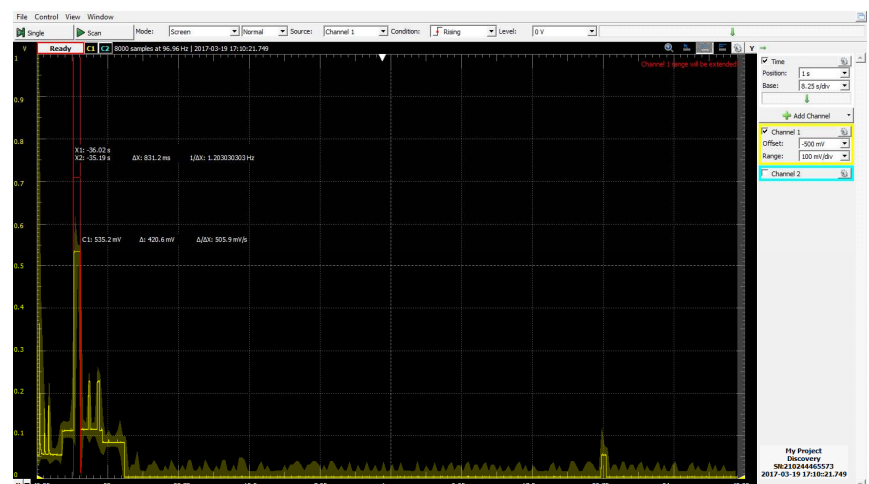 File Control View Window
Single Scan Mode: Screen Normal Source: Channel 1 Condition: Rising Level: 0 V
V Ready C1 C2 8000 samples at 96.96 Hz | 2017-03-19 17:10:21.749 Y
Channel 1 range will be extended
1
0.9
0.8
0.7
0.6
0.5
0.4
0.3
0.2
0.1
0
X1: -36.02 s
X2: -35.19 s ΔX: 831.2 ms 1/ΔX: 1.203030303 Hz
C1: 535.2 mV Δ: 420.6 mV Δ/ΔX: 505.9 mV/s
Time
Position: 1 s
Base: 8.25 s/div
Add Channel
Channel 1
Offset: -500 mV
Range: 100 mV/div
Channel 2
My Project
Discovery
SN:210244465573
2017-03-19 17:10:21.749